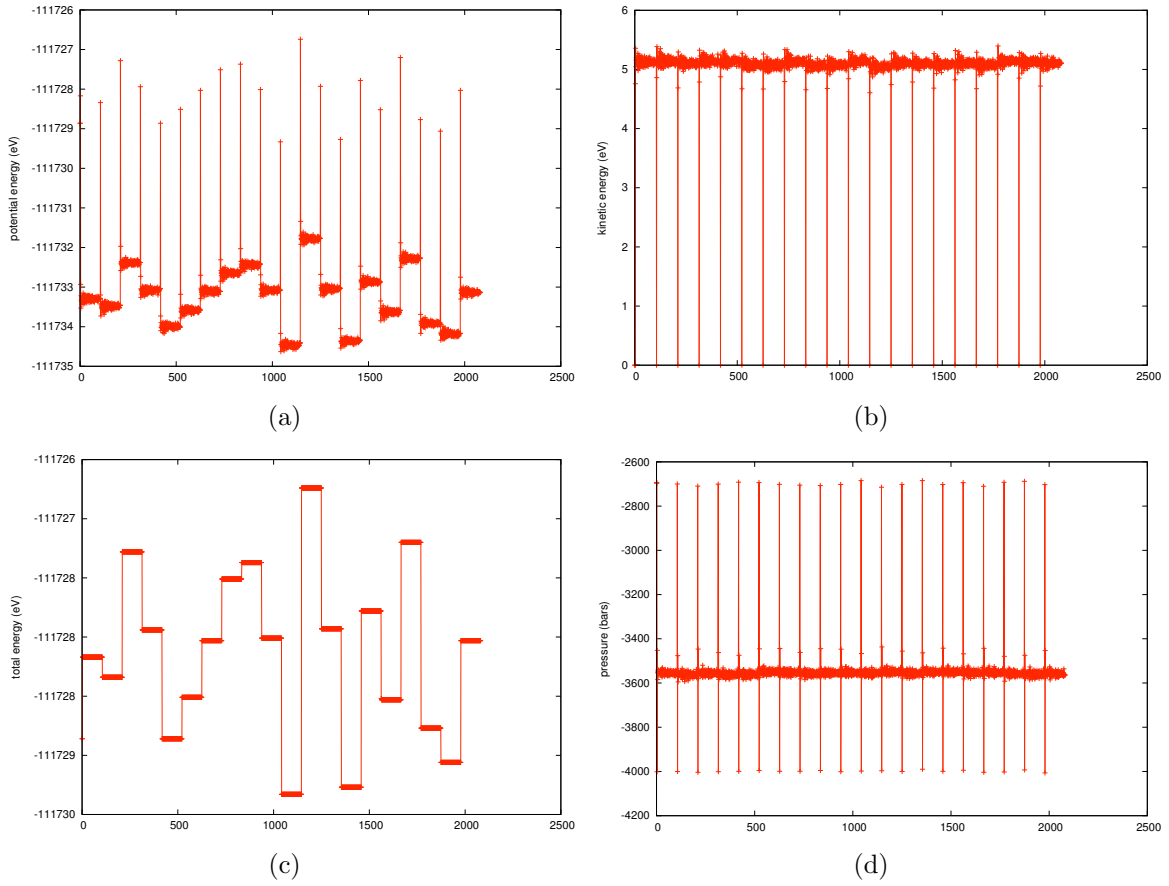 -111726
-111727
-111728
-111729
-111730
-111731
-111732
-111733
-111734
-111735
potential energy (eV)
0 500 1000 1500 2000 2500
(a)
6
5
4
3
2
1
0
kinetic energy (eV)
0 500 1000 1500 2000 2500
(b)
-111726
-111727
-111728
-111728
-111728
-111729
-111730
total energy (eV)
0 500 1000 1500 2000 2500
(c)
-2600
-2800
-3000
-3200
-3400
-3600
-3800
-4000
-4200
pressure (bars)
0 500 1000 1500 2000 2500
(d)